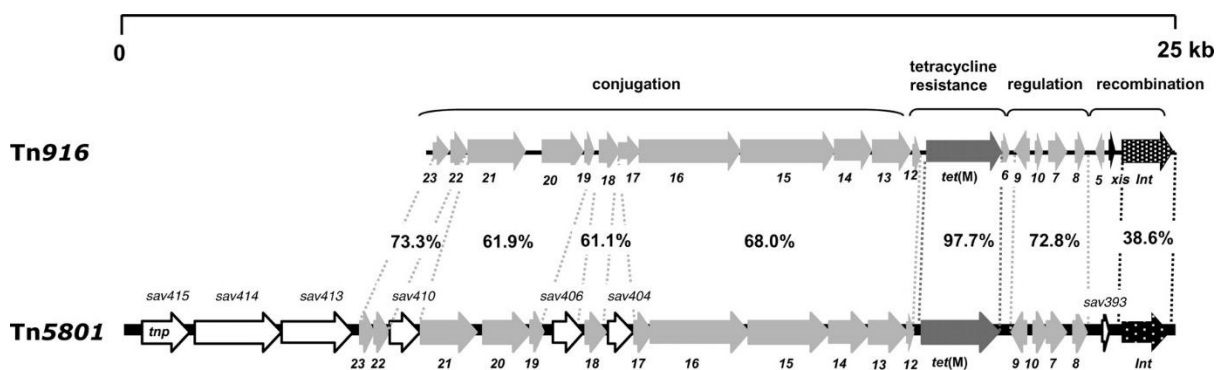 0
25 kb
conjugation
tetracycline
resistance
regulation
recombination
Tn916
23 22 21 20 19 18 17 16 15 14 13 12 tet(M) 6 9 10 7 8 5 xis Int
73.3% 61.9% 61.1% 68.0% 97.7% 72.8% 38.6%
sav415 sav414 sav413 sav410 sav406 sav404 sav393
Tn5801
tnp
23 22 21 20 19 18 17 16 15 14 13 12 tet(M) 9 10 7 8 Int